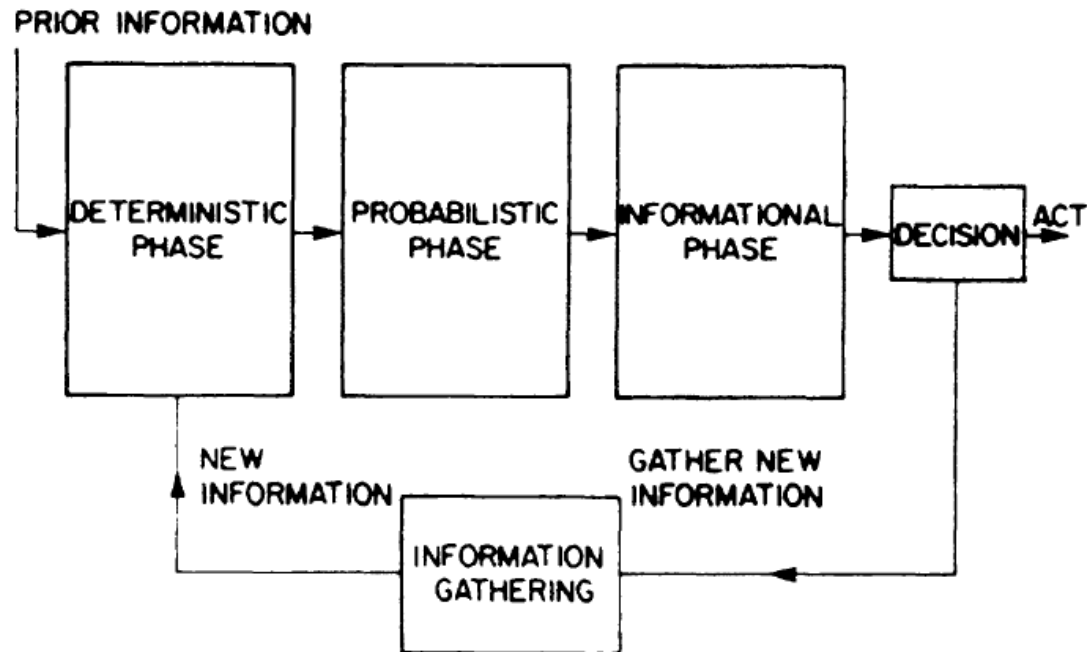 PRIOR INFORMATION
DETERMINISTIC
PHASE
PROBABILISTIC
PHASE
INFORMATIONAL
PHASE
DECISION
ACT
NEW
INFORMATION
GATHER NEW
INFORMATION
INFORMATION
GATHERING